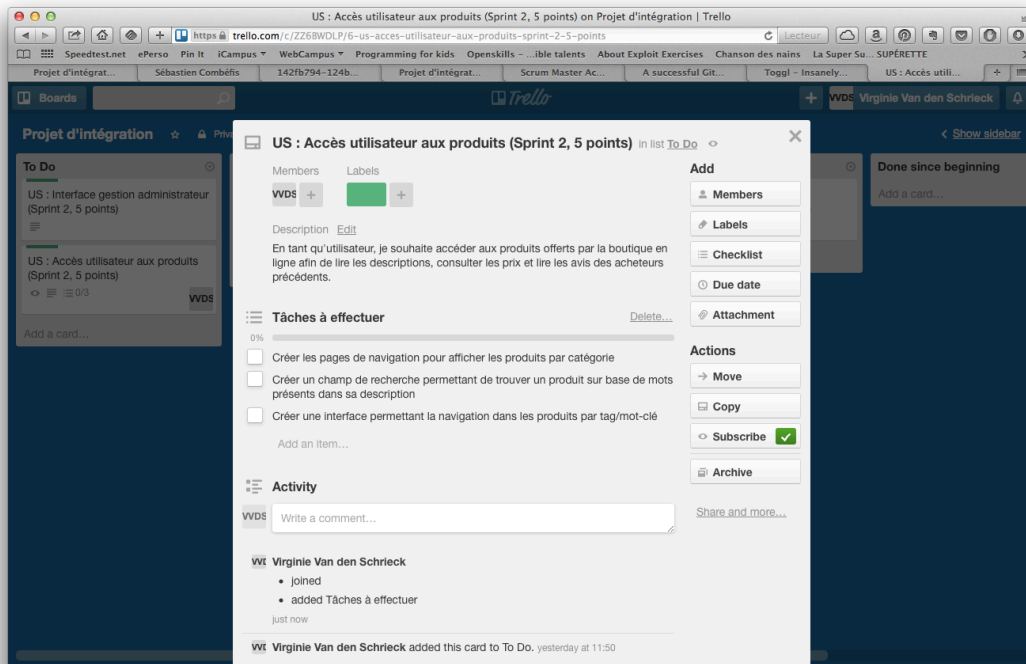 US : Accès utilisateur aux produits (Sprint 2, 5 points) on Projet d'intégration | Trello
https trello.com/c/ZZ68WDLP/6-us-acces-utilisateur-aux-produits-sprint-2-5-points
Lecteur
Speedtest.net ePerso Pin It iCampus WebCampus Programming for kids Openskills - ...ible talents About Exploit Exercises Chanson des nains La Super Su... SUPÉRETTE
Projet d'intégrat... Sébastien Combéfis 142fb794-124b... Projet d'intégrat... Scrum Master Ac... A successful Git... Toggl - Insanely... US : Accès utili...
Boards
Trello
VVDS Virginie Van den Schrieck
Projet d'intégration
Show sidebar
To Do
US : Interface gestion administrateur
(Sprint 2, 5 points)
US : Accès utilisateur aux produits
(Sprint 2, 5 points)
0/3
VVDS
Add a card...
US : Accès utilisateur aux produits (Sprint 2, 5 points) in list To Do
Members Labels
VVDS
Description Edit
En tant qu'utilisateur, je souhaite accéder aux produits offerts par la boutique en
ligne afin de lire les descriptions, consulter les prix et lire les avis des acheteurs
précédents.
Tâches à effectuer Delete...
0%
Créer les pages de navigation pour afficher les produits par catégorie
Créer un champ de recherche permettant de trouver un produit sur base de mots
présents dans sa description
Créer une interface permettant la navigation dans les produits par tag/mot-clé
Add an item...
Activity
VVDS
Write a comment...
VVD Virginie Van den Schrieck
joined
added Tâches à effectuer
just now
VVD Virginie Van den Schrieck added this card to To Do. yesterday at 11:50
Add
Members
Labels
Checklist
Due date
Attachment
Actions
Move
Copy
Subscribe
Archive
Share and more...
Done since beginning
Add a card...